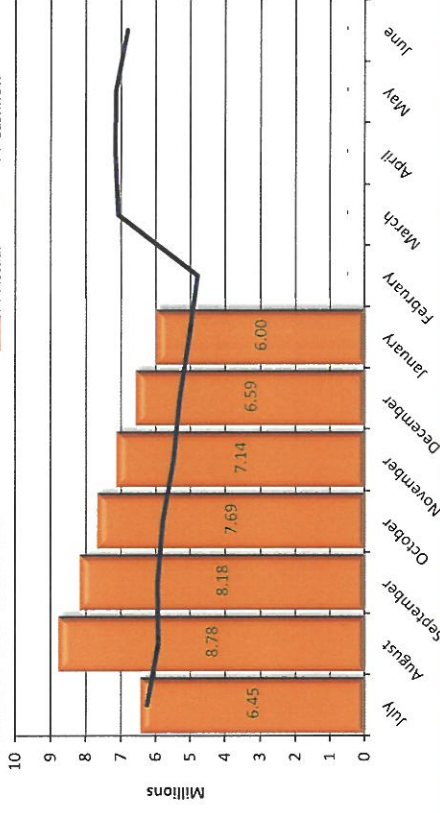 10
9
8
7
6
5
4
3
2
1
0
Millions
6.45
8.78
8.18
7.69
7.14
6.59
6.00
-
-
-
-
-
July
August
September
October
November
December
January
February
March
April
May
June